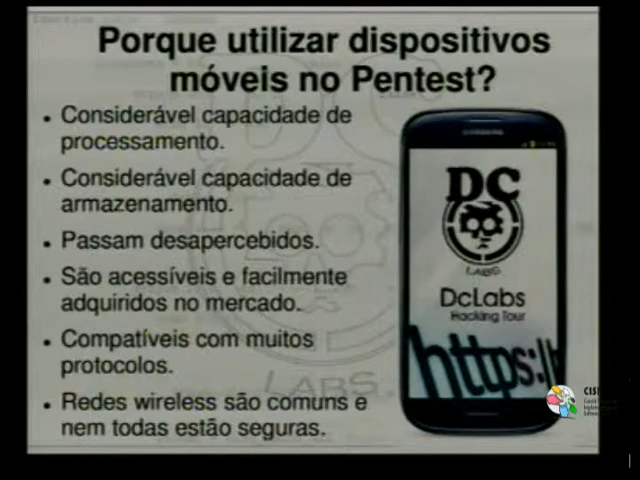 Porque utilizar dispositivos
móveis no Pentest?
• Considerável capacidade de
processamento.
• Considerável capacidade de
armazenamento.
• Passam desapercebidos.
• São acessíveis e facilmente
adquiridos no mercado.
• Compatíveis com muitos
protocolos.
• Redes wireless são comuns e
nem todas estão seguras.
SAMSUNG
DC
LABS
DcLabs
Hacking Tour
https://
LABS